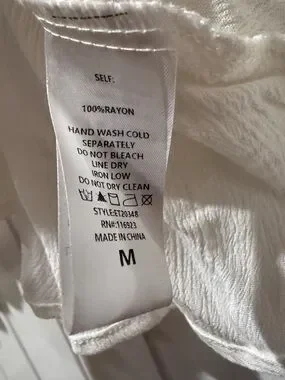 SELF:
100%RAYON
HAND WASH COLD
SEPARATELY
DO NOT BLEACH
LINE DRY
IRON LOW
DO NOT DRY CLEAN
STYLE:ET20348
RN#:116923
MADE IN CHINA
M